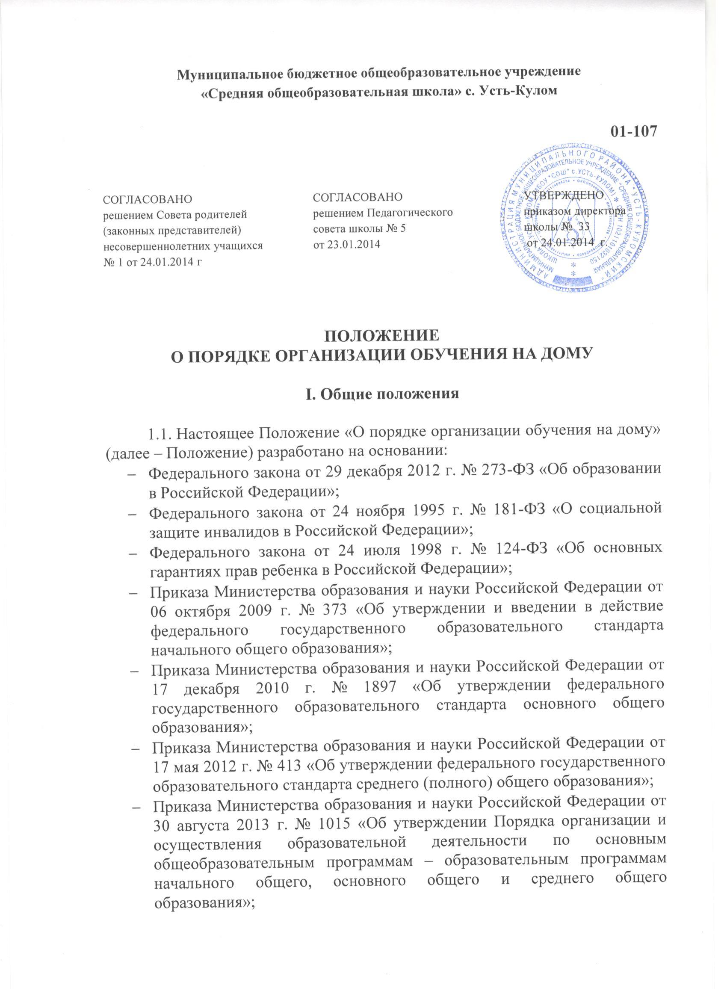 Муниципальное бюджетное общеобразовательное учреждение
«Средняя общеобразовательная школа» с. Усть-Кулом
01-107
СОГЛАСОВАНО
решением Совета родителей
(законных представителей)
несовершеннолетних учащихся
№ 1 от 24.01.2014 г
СОГЛАСОВАНО
решением Педагогического
совета школы № 5
от 23.01.2014
УТВЕРЖДЕНО
приказом директора
школы № 33
от 24.01.2014 г.
АДМИНИСТРАЦИЯ МУНИЦИПАЛЬНОГО РАЙОНА "УСТЬ-КУЛОМСКИЙ"
МУНИЦИПАЛЬНОЕ БЮДЖЕТНОЕ ОБЩЕОБРАЗОВАТЕЛЬНОЕ УЧРЕЖДЕНИЕ "СРЕДНЯЯ ОБЩЕОБРАЗОВАТЕЛЬНАЯ
ШКОЛА" С. УСТЬ-КУЛОМ (МБОУ "СОШ" с.УСТЬ-КУЛОМ) * ОГРН 1021101032150
ПОЛОЖЕНИЕ
О ПОРЯДКЕ ОРГАНИЗАЦИИ ОБУЧЕНИЯ НА ДОМУ
I. Общие положения
1.1. Настоящее Положение «О порядке организации обучения на дому»
(далее – Положение) разработано на основании:
– Федерального закона от 29 декабря 2012 г. № 273-ФЗ «Об образовании
в Российской Федерации»;
– Федерального закона от 24 ноября 1995 г. № 181-ФЗ «О социальной
защите инвалидов в Российской Федерации»;
– Федерального закона от 24 июля 1998 г. № 124-ФЗ «Об основных
гарантиях прав ребенка в Российской Федерации»;
– Приказа Министерства образования и науки Российской Федерации от
06 октября 2009 г. № 373 «Об утверждении и введении в действие
федерального государственного образовательного стандарта
начального общего образования»;
– Приказа Министерства образования и науки Российской Федерации от
17 декабря 2010 г. № 1897 «Об утверждении федерального
государственного образовательного стандарта основного общего
образования»;
– Приказа Министерства образования и науки Российской Федерации от
17 мая 2012 г. № 413 «Об утверждении федерального государственного
образовательного стандарта среднего (полного) общего образования»;
– Приказа Министерства образования и науки Российской Федерации от
30 августа 2013 г. № 1015 «Об утверждении Порядка организации и
осуществления образовательной деятельности по основным
общеобразовательным программам – образовательным программам
начального общего, основного общего и среднего общего
образования»;